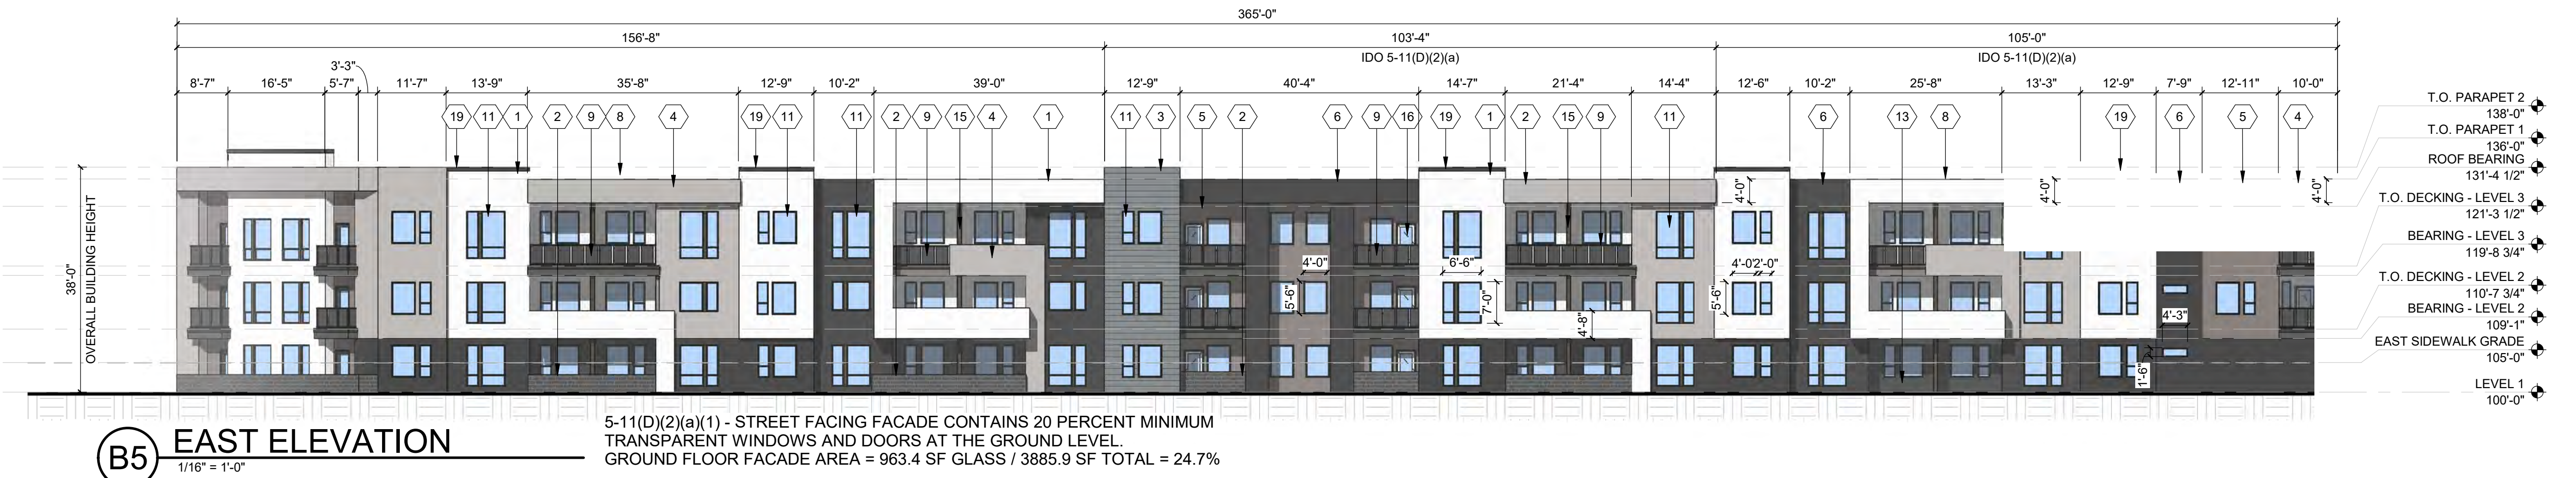 365'-0"
156'-8" 103'-4" 105'-0"
IDO 5-11(D)(2)(a) IDO 5-11(D)(2)(a)
3'-3"
8'-7" 16'-5" 5'-7" 11'-7" 13'-9" 35'-8" 12'-9" 10'-2" 39'-0" 12'-9" 40'-4" 14'-7" 21'-4" 14'-4" 12'-6" 10'-2" 25'-8" 13'-3" 12'-9" 7'-9" 12'-11" 10'-0"
19 11 1 2 9 8 4 19 11 11 2 9 15 4 1 11 3 5 2 6 9 16 19 1 2 15 9 11 6 13 8 19 6 5 4
T.O. PARAPET 2
138'-0"
T.O. PARAPET 1
136'-0"
ROOF BEARING
131'-4 1/2"
T.O. DECKING - LEVEL 3
121'-3 1/2"
BEARING - LEVEL 3
119'-8 3/4"
T.O. DECKING - LEVEL 2
110'-7 3/4"
BEARING - LEVEL 2
109'-1"
EAST SIDEWALK GRADE
105'-0"
LEVEL 1
100'-0"
38'-0"
OVERALL BUILDING HEIGHT
4'-0" 4'-0" 4'-0" 4'-0"
4'-0" 6'-6" 4'-0" 2'-0"
5'-6" 7'-0" 5'-6"
4'-8" 4'-3"
1'-6"
B5 EAST ELEVATION
1/16" = 1'-0"
5-11(D)(2)(a)(1) - STREET FACING FACADE CONTAINS 20 PERCENT MINIMUM
TRANSPARENT WINDOWS AND DOORS AT THE GROUND LEVEL.
GROUND FLOOR FACADE AREA = 963.4 SF GLASS / 3885.9 SF TOTAL = 24.7%